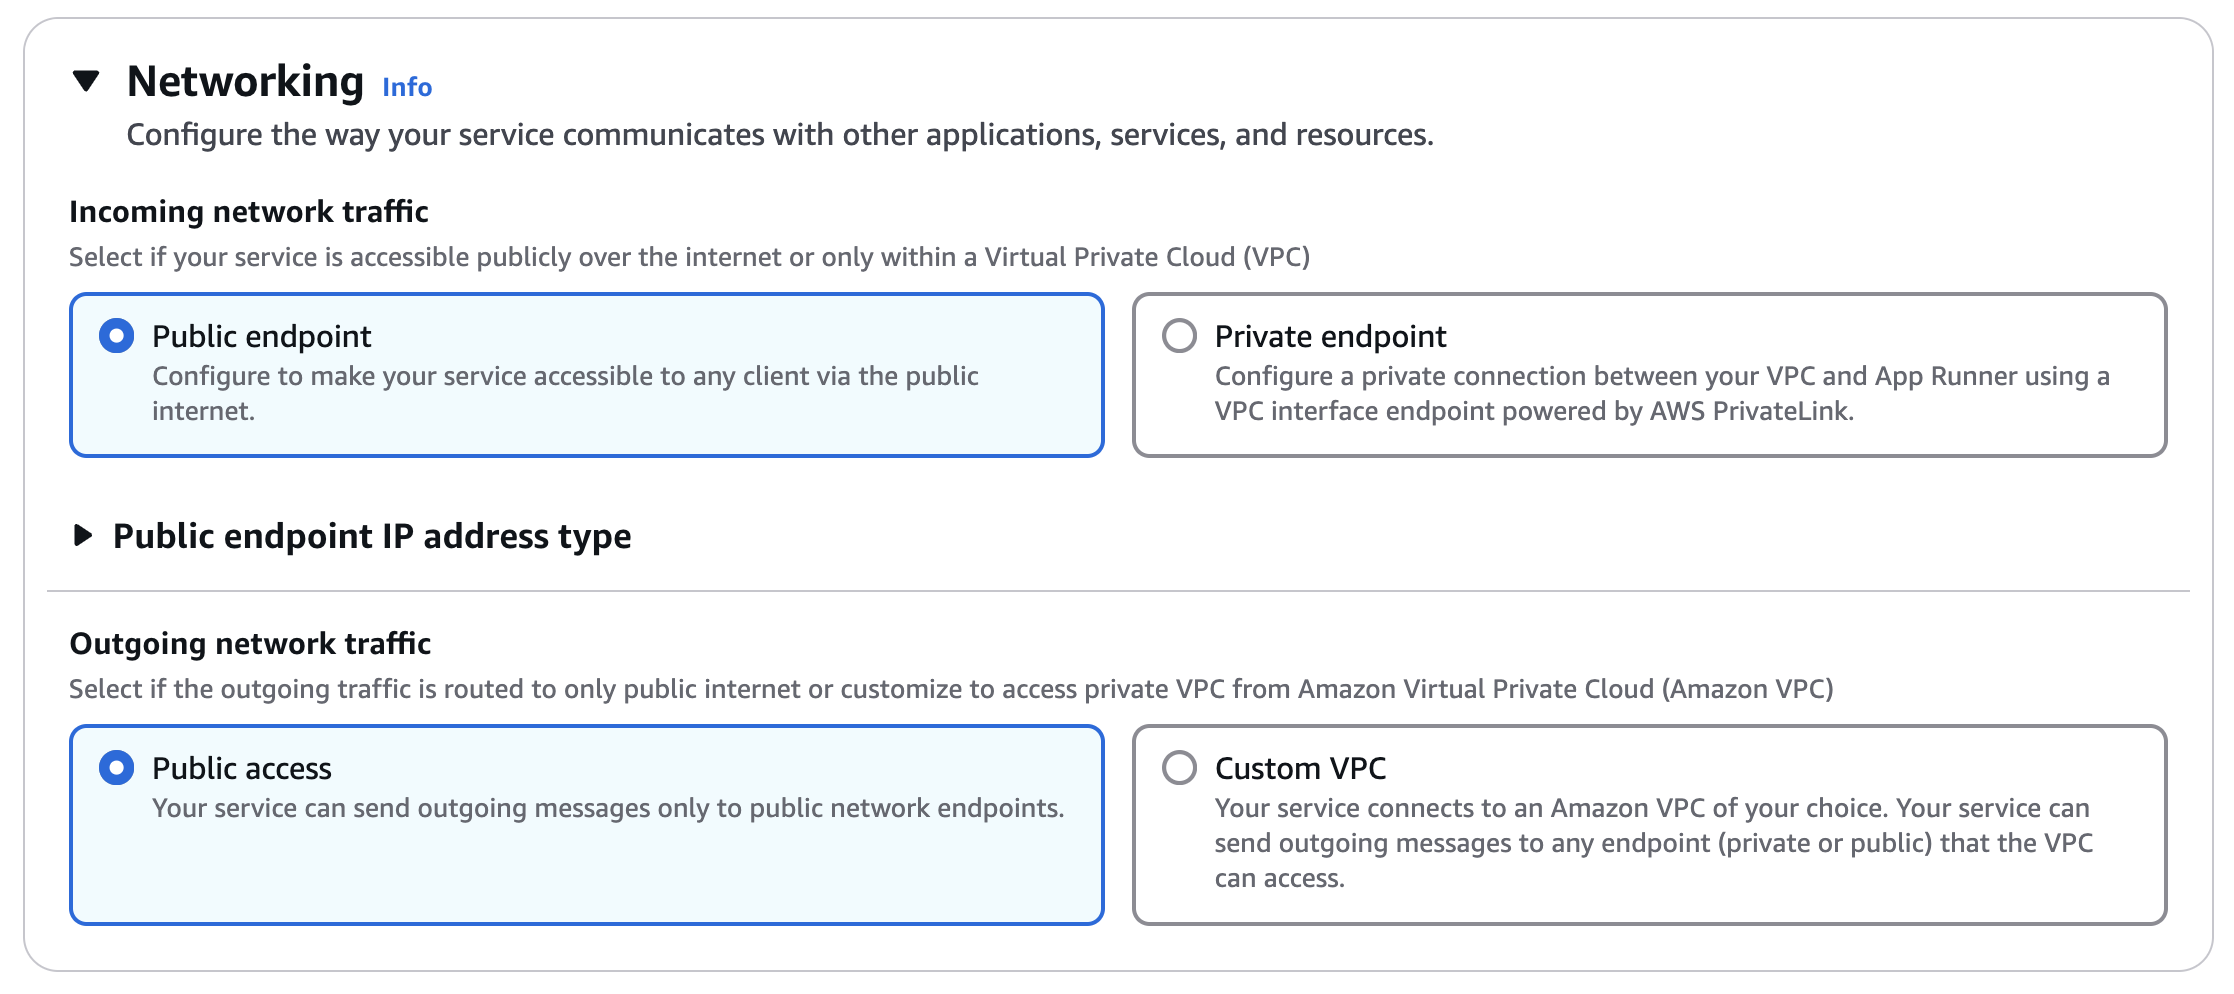 Networking Info
Configure the way your service communicates with other applications, services, and resources.
Incoming network traffic
Select if your service is accessible publicly over the internet or only within a Virtual Private Cloud (VPC)
Public endpoint
Configure to make your service accessible to any client via the public
internet.
Private endpoint
Configure a private connection between your VPC and App Runner using a
VPC interface endpoint powered by AWS PrivateLink.
Public endpoint IP address type
Outgoing network traffic
Select if the outgoing traffic is routed to only public internet or customize to access private VPC from Amazon Virtual Private Cloud (Amazon VPC)
Public access
Your service can send outgoing messages only to public network endpoints.
Custom VPC
Your service connects to an Amazon VPC of your choice. Your service can
send outgoing messages to any endpoint (private or public) that the VPC
can access.